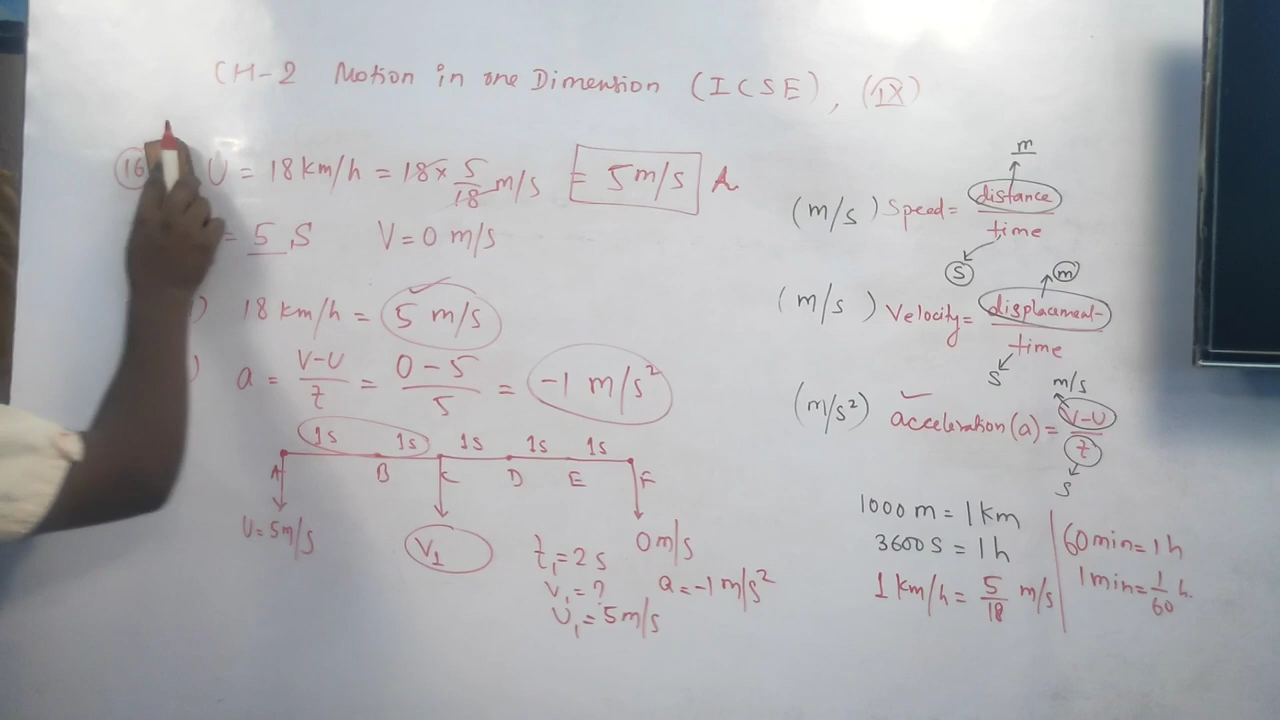 CH-2 Motion in one Dimension (ICSE), (IX)
16 U = 18 km/h = 18 × 5/18 m/s = 5 m/s A
= 5 S V = 0 m/s
) 18 km/h = 5 m/s
) a = V-U/t = 0-5/5 = -1 m/s²
1s 1s 1s 1s 1s
A B C D E F
U = 5m/s V₁ 0m/s
t₁ = 2 s
V₁ = ? a = -1 m/s²
U₁ = 5m/s
m
(m/s) Speed = distance/time
S
m
(m/s) Velocity = displacement/time
S
m/s
(m/s²) acceleration (a) = V-U/t
S
1000 m = 1 km
3600 S = 1 h
1 km/h = 5/18 m/s
60 min = 1 h
1 min = 1/60 h.